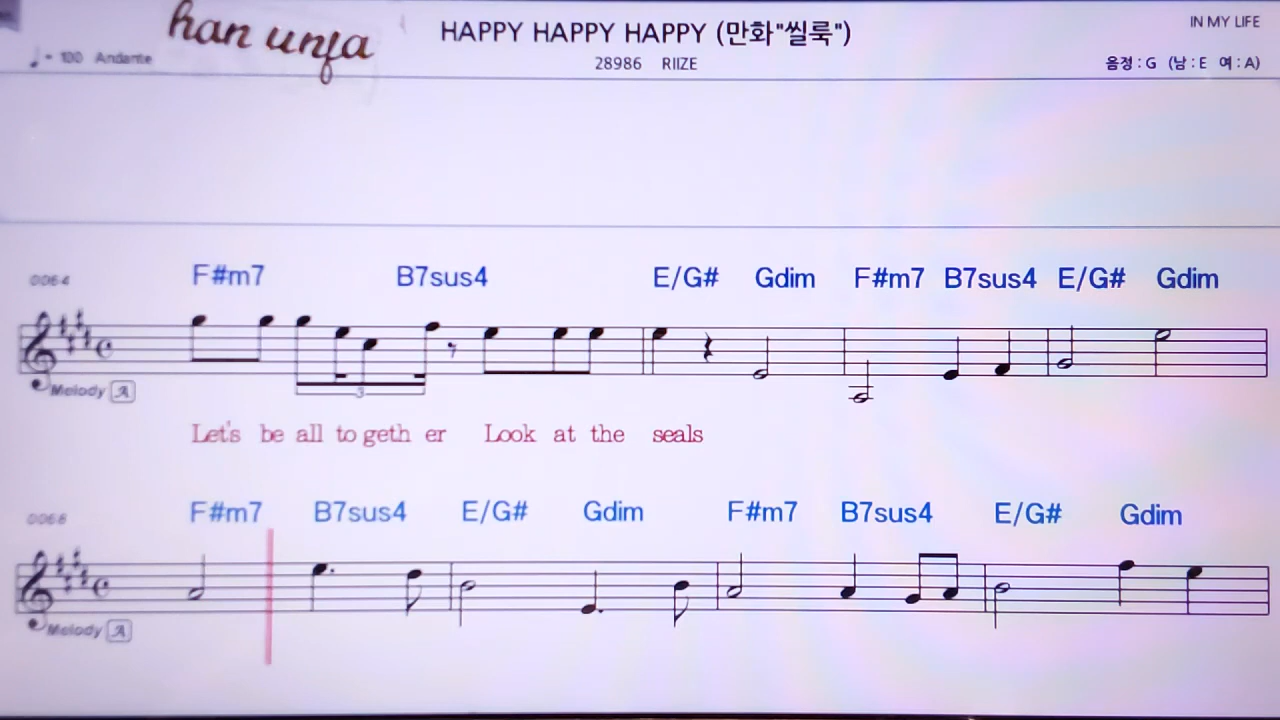 han unfa
HAPPY HAPPY HAPPY (만화"씰룩")
IN MY LIFE
♩ = 100 Andante
28986 RIIZE
음정 : G (남 : E 여 : A)
0064
F#m7 B7sus4 E/G# Gdim F#m7 B7sus4 E/G# Gdim
Melody A
3
Let's be all to geth er Look at the seals
0068
F#m7 B7sus4 E/G# Gdim F#m7 B7sus4 E/G# Gdim
Melody A